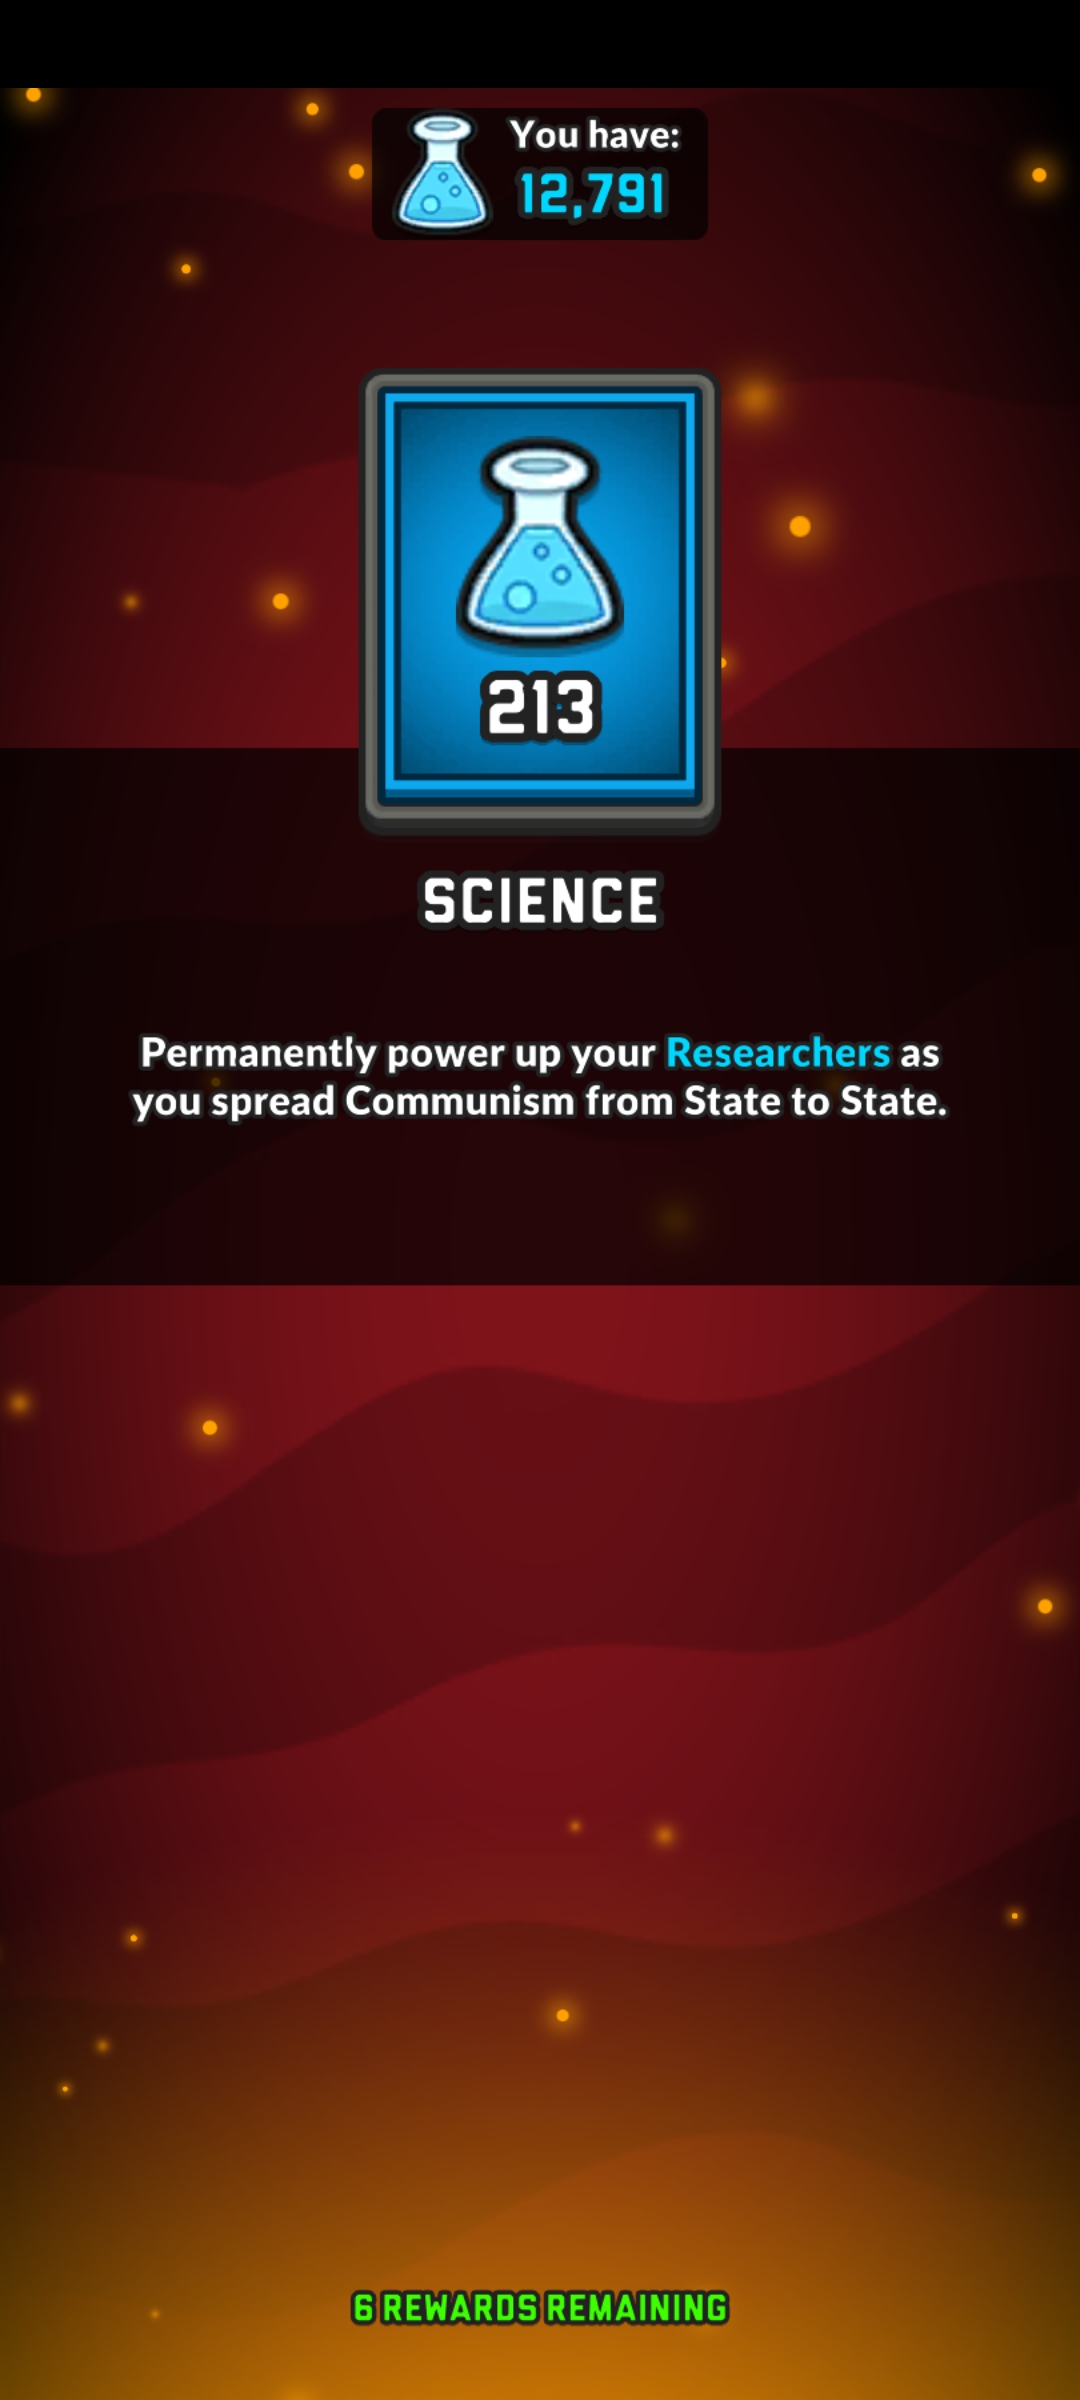 You have:
12,791
213
SCIENCE
Permanently power up your Researchers as
you spread Communism from State to State.
6 REWARDS REMAINING